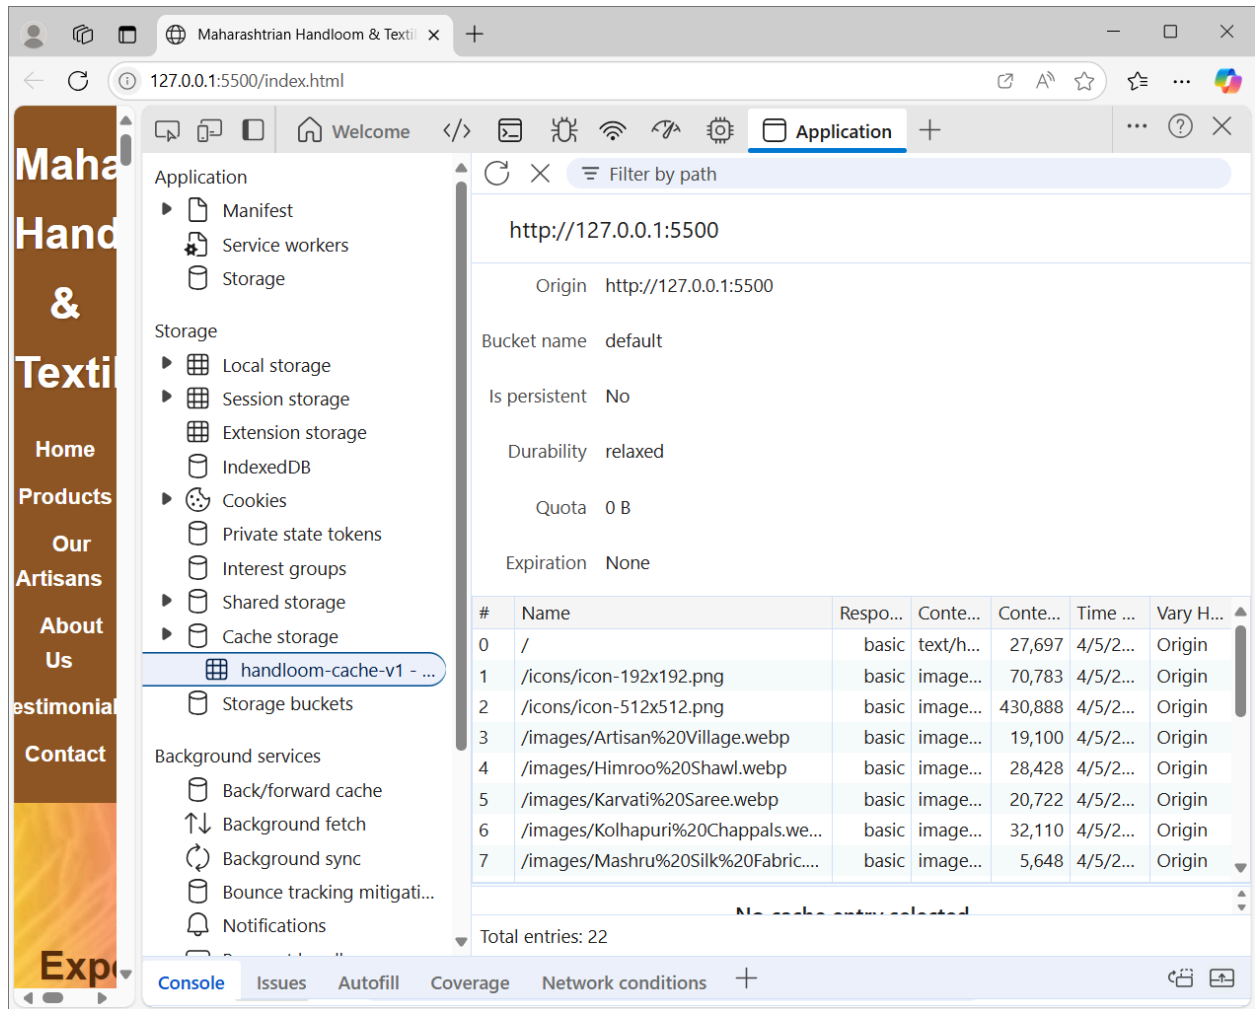 Maharashtrian Handloom & Textil
127.0.0.1:5500/index.html
Maha
Hand
&
Textil
Home
Products
Our
Artisans
About
Us
estimonial
Contact
Expe
Welcome
Application
Application
Manifest
Service workers
Storage
Storage
Local storage
Session storage
Extension storage
IndexedDB
Cookies
Private state tokens
Interest groups
Shared storage
Cache storage
handloom-cache-v1 - ...
Storage buckets
Background services
Back/forward cache
Background fetch
Background sync
Bounce tracking mitigati...
Notifications
Filter by path
http://127.0.0.1:5500
Origin http://127.0.0.1:5500
Bucket name default
Is persistent No
Durability relaxed
Quota 0 B
Expiration None
# Name Respo... Conte... Conte... Time ... Vary H...
0 / basic text/h... 27,697 4/5/2... Origin
1 /icons/icon-192x192.png basic image... 70,783 4/5/2... Origin
2 /icons/icon-512x512.png basic image... 430,888 4/5/2... Origin
3 /images/Artisan%20Village.webp basic image... 19,100 4/5/2... Origin
4 /images/Himroo%20Shawl.webp basic image... 28,428 4/5/2... Origin
5 /images/Karvati%20Saree.webp basic image... 20,722 4/5/2... Origin
6 /images/Kolhapuri%20Chappals.we... basic image... 32,110 4/5/2... Origin
7 /images/Mashru%20Silk%20Fabric.... basic image... 5,648 4/5/2... Origin
No cache entry selected
Total entries: 22
Console Issues Autofill Coverage Network conditions